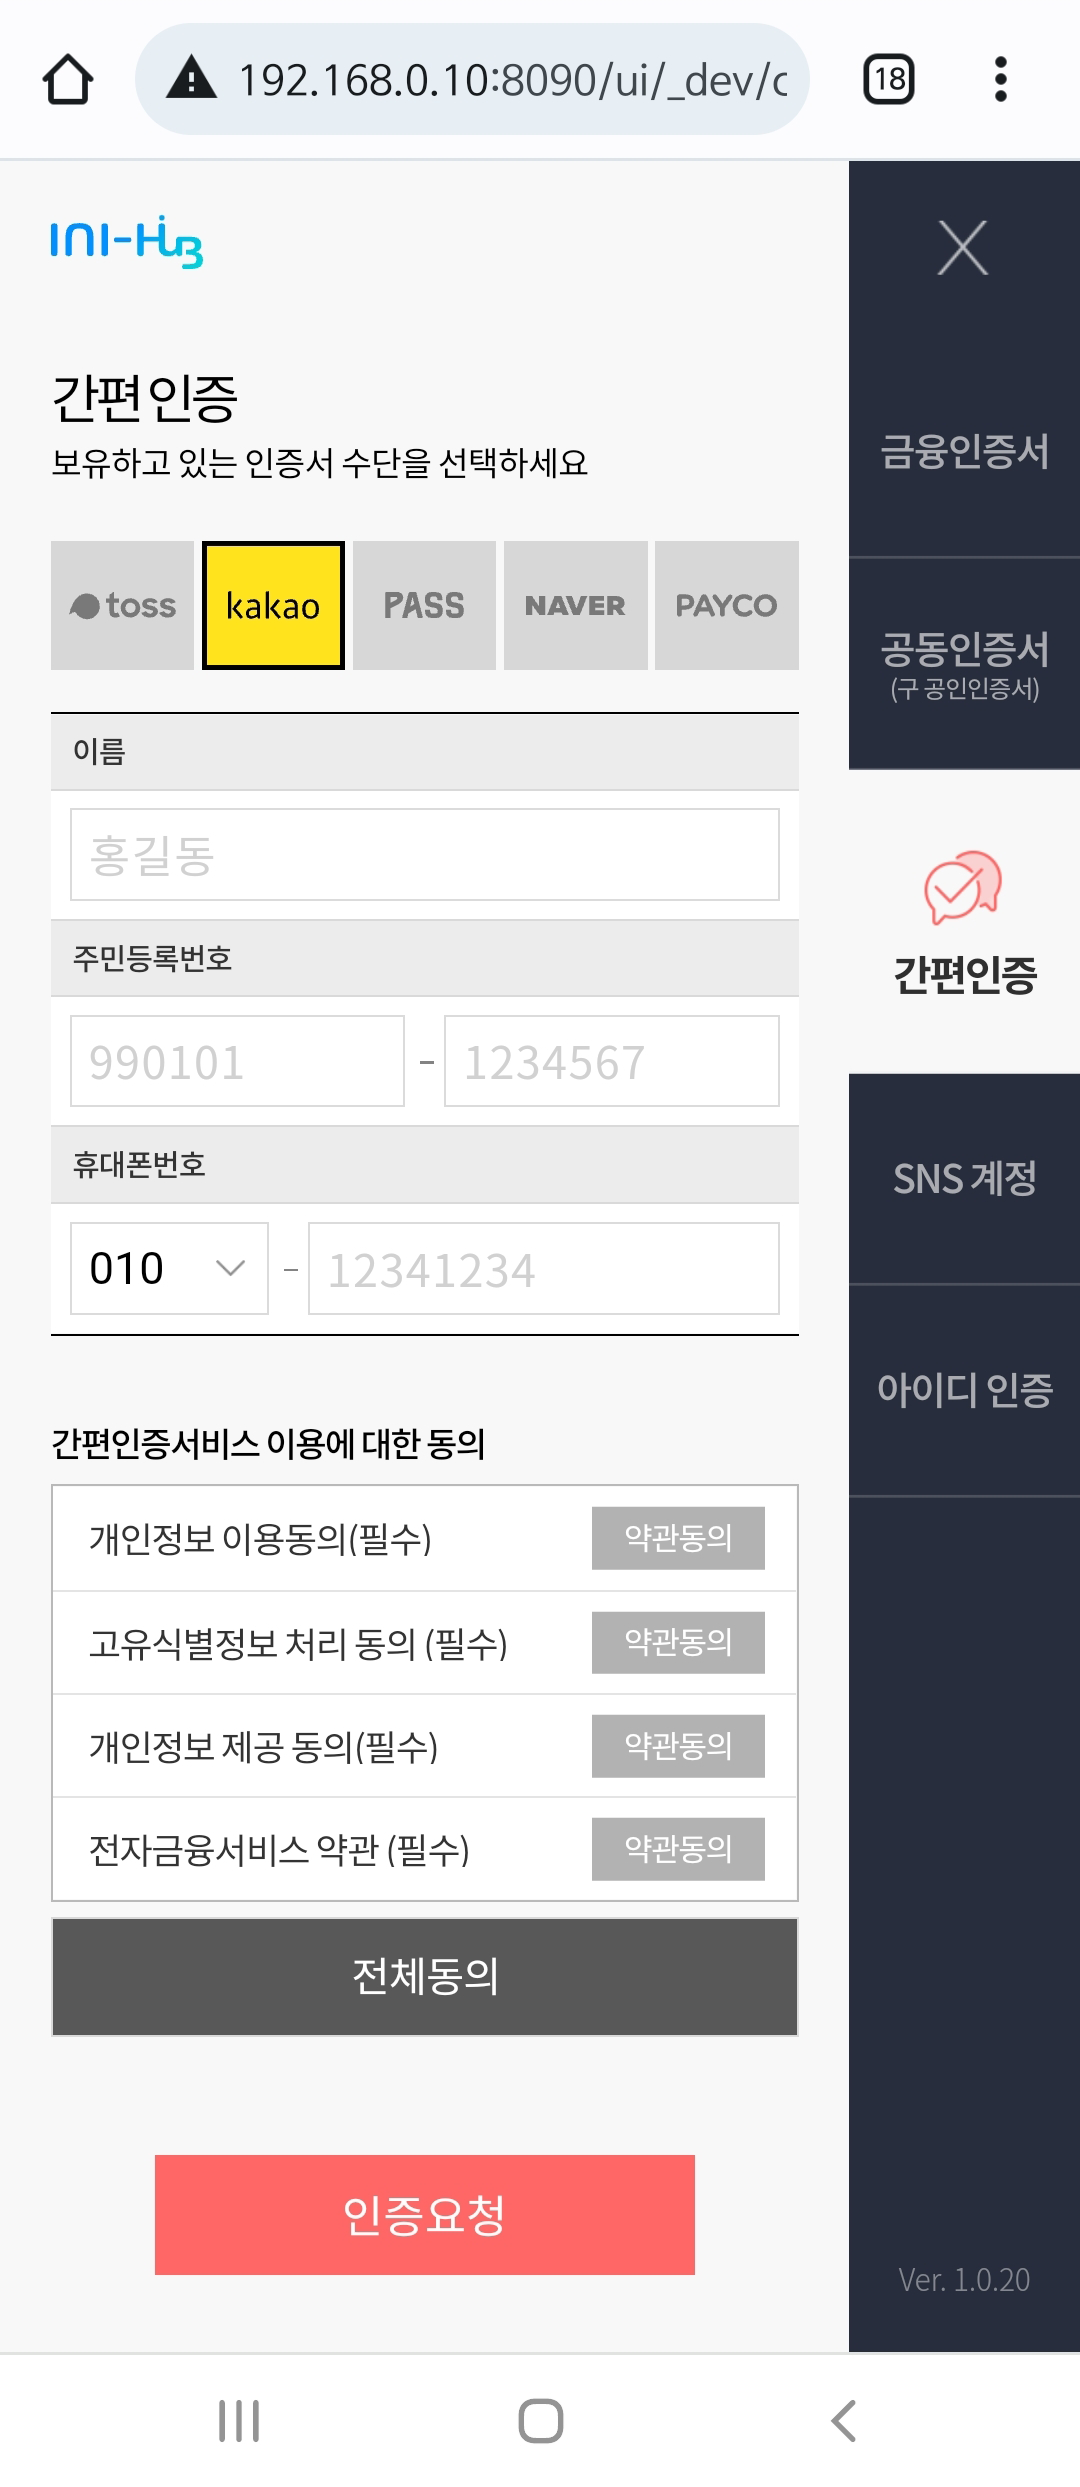 192.168.0.10:8090/ui/_dev/c
18
INI-HUB
간편인증
보유하고 있는 인증서 수단을 선택하세요
toss
kakao
PASS
NAVER
PAYCO
이름
홍길동
주민등록번호
990101 - 1234567
휴대폰번호
010 - 12341234
간편인증서비스 이용에 대한 동의
개인정보 이용동의(필수) 약관동의
고유식별정보 처리 동의 (필수) 약관동의
개인정보 제공 동의(필수) 약관동의
전자금융서비스 약관 (필수) 약관동의
전체동의
인증요청
금융인증서
공동인증서
(구 공인인증서)
간편인증
SNS 계정
아이디 인증
Ver. 1.0.20